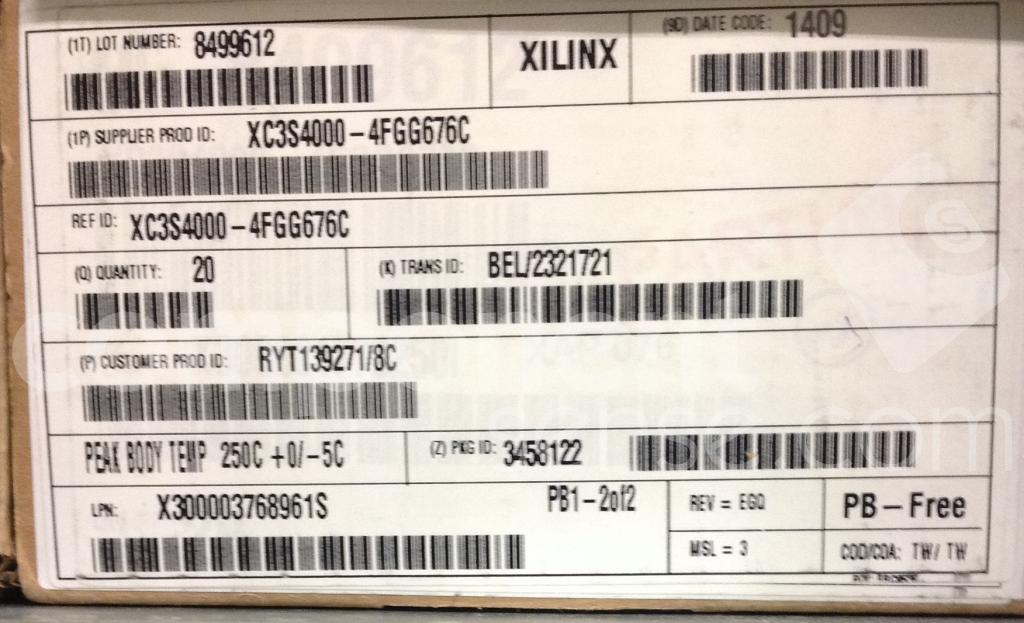 (1T) LOT NUMBER: 8499612
XILINX
(9D) DATE CODE: 1409
(1P) SUPPLIER PROD ID: XC3S4000-4FGG676C
REF ID: XC3S4000-4FGG676C
(Q) QUANTITY: 20
(K) TRANS ID: BEL/2321721
(P) CUSTOMER PROD ID: RYT139271/8C
PEAK BODY TEMP 250C +0/-5C
(Z) PKG ID: 3458122
LPN: X300003768961S
PB1-2of2
REV = EGQ
PB-Free
MSL = 3
COD/COA: TW/ TW